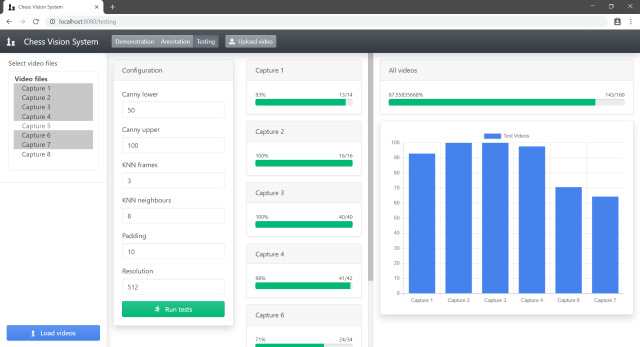 Chess Vision System
localhost:8080/testing
Chess Vision System
Demonstration
Annotation
Testing
Upload video
Select video files
Video files
Capture 1
Capture 2
Capture 3
Capture 4
Capture 5
Capture 6
Capture 7
Capture 8
Load videos
Configuration
Canny lower
50
Canny upper
100
KNN frames
3
KNN neighbours
8
Padding
10
Resolution
512
Run tests
Capture 1
93% 13/14
Capture 2
100% 16/16
Capture 3
100% 40/40
Capture 4
98% 41/42
Capture 6
71% 24/34
All videos
143/160
Test Videos
100
90
80
70
60
50
40
30
20
10
0
Capture 1 Capture 2 Capture 3 Capture 4 Capture 6 Capture 7